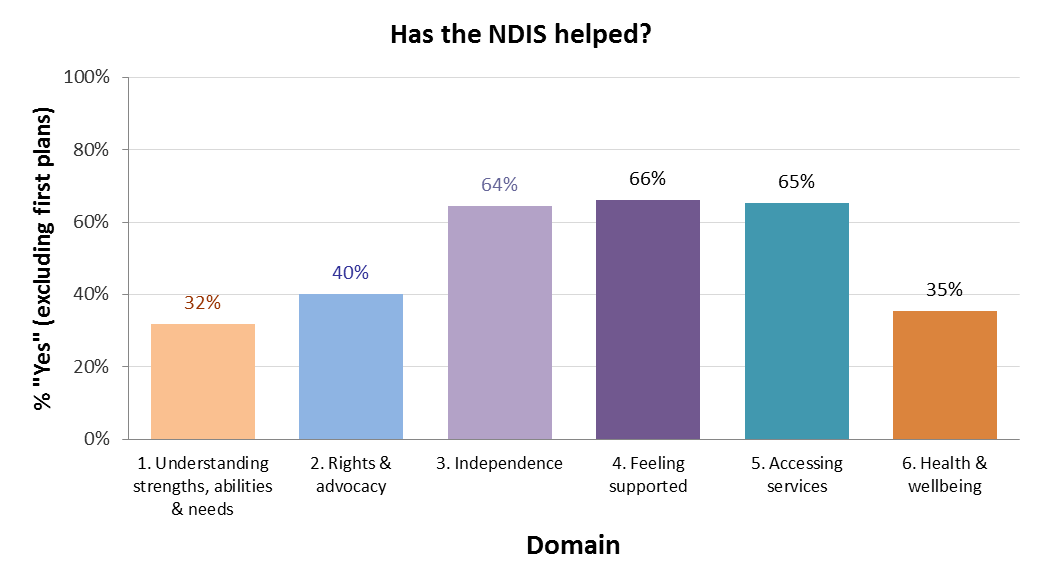 Has the NDIS helped?
% "Yes" (excluding first plans)
100%
80%
60%
40%
20%
0%
32%
40%
64%
66%
65%
35%
1. Understanding
strengths, abilities
& needs
2. Rights &
advocacy
3. Independence
4. Feeling
supported
5. Accessing
services
6. Health &
wellbeing
Domain